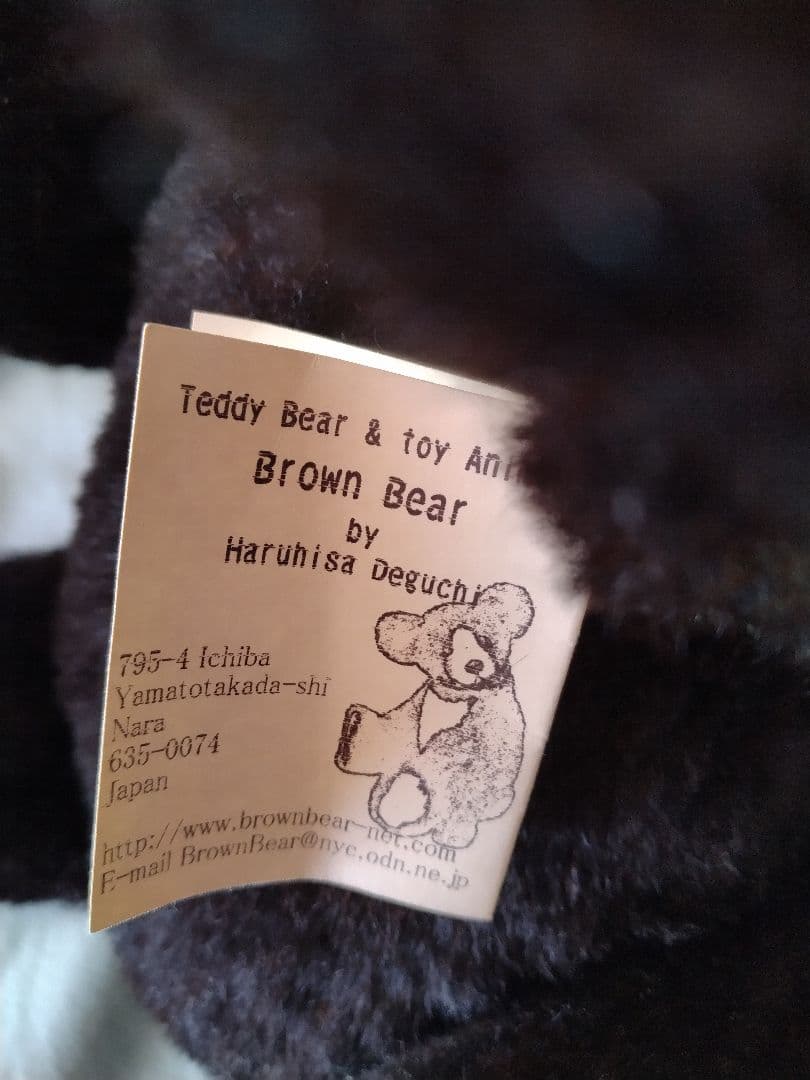 Teddy Bear & toy
Brown Bear
by
Haruhisa Deguchi
795-4 Ichiba
Yamatotakada-shi
Nara
635-0074
Japan
http://www.brownbear-net.com
E-mail BrownBear@nyc.odn.ne.jp